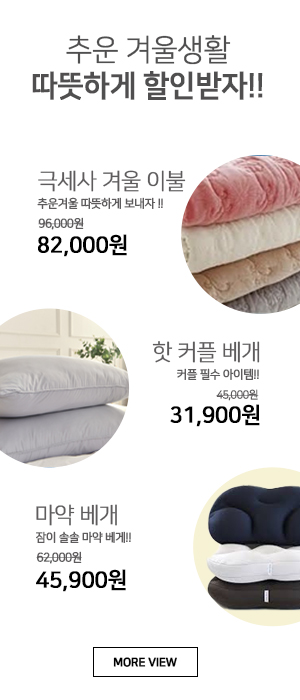 추운 겨울생활
따뜻하게 할인받자!!
극세사 겨울 이불
추운겨울 따뜻하게 보내자 !!
96,000원
82,000원
핫 커플 베개
커플 필수 아이템!!
45,000원
31,900원
마약 베개
잠이 솔솔 마약 베게!!
62,000원
45,900원
MORE VIEW